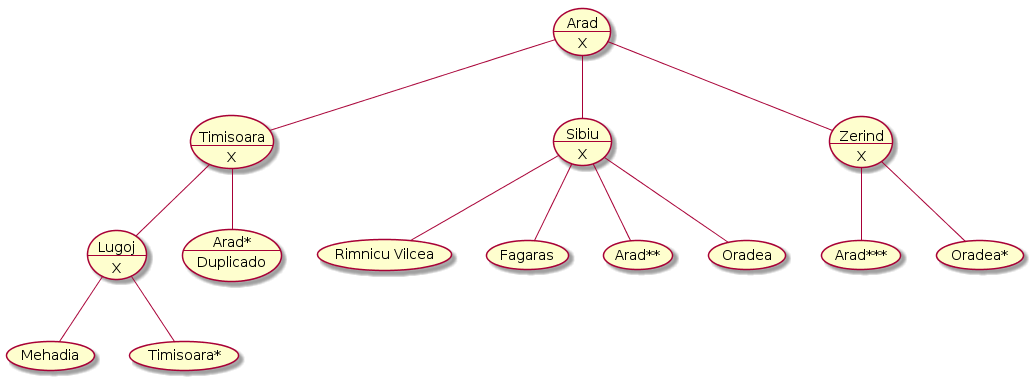 Arad
X
Timisoara
X
Sibiu
X
Zerind
X
Lugoj
X
Arad*
Duplicado
Rimnicu Vilcea
Fagaras
Arad**
Oradea
Arad***
Oradea*
Mehadia
Timisoara*